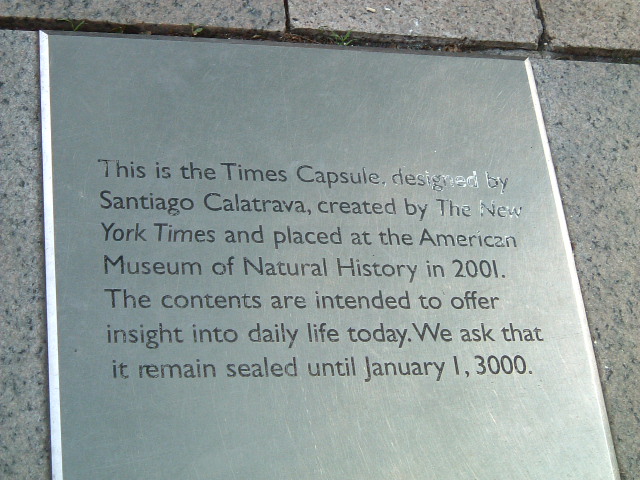 This is the Times Capsule, designed by
Santiago Calatrava, created by The New
York Times and placed at the American
Museum of Natural History in 2001.
The contents are intended to offer
insight into daily life today. We ask that
it remain sealed until January 1, 3000.